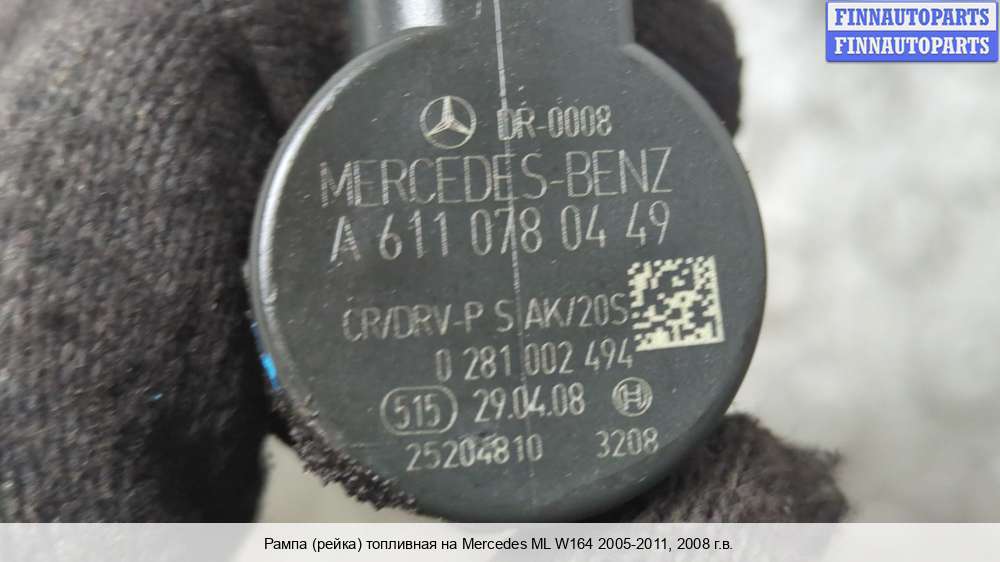 FINNAUTOPARTS
FINNAUTOPARTS
DR-0008
MERCEDES-BENZ
A 611 078 04 49
CR/DRV-P S AK/20S
0 281 002 494
515 29.04.08
25204810 3208
Рампа (рейка) топливная на Mercedes ML W164 2005-2011, 2008 г.в.